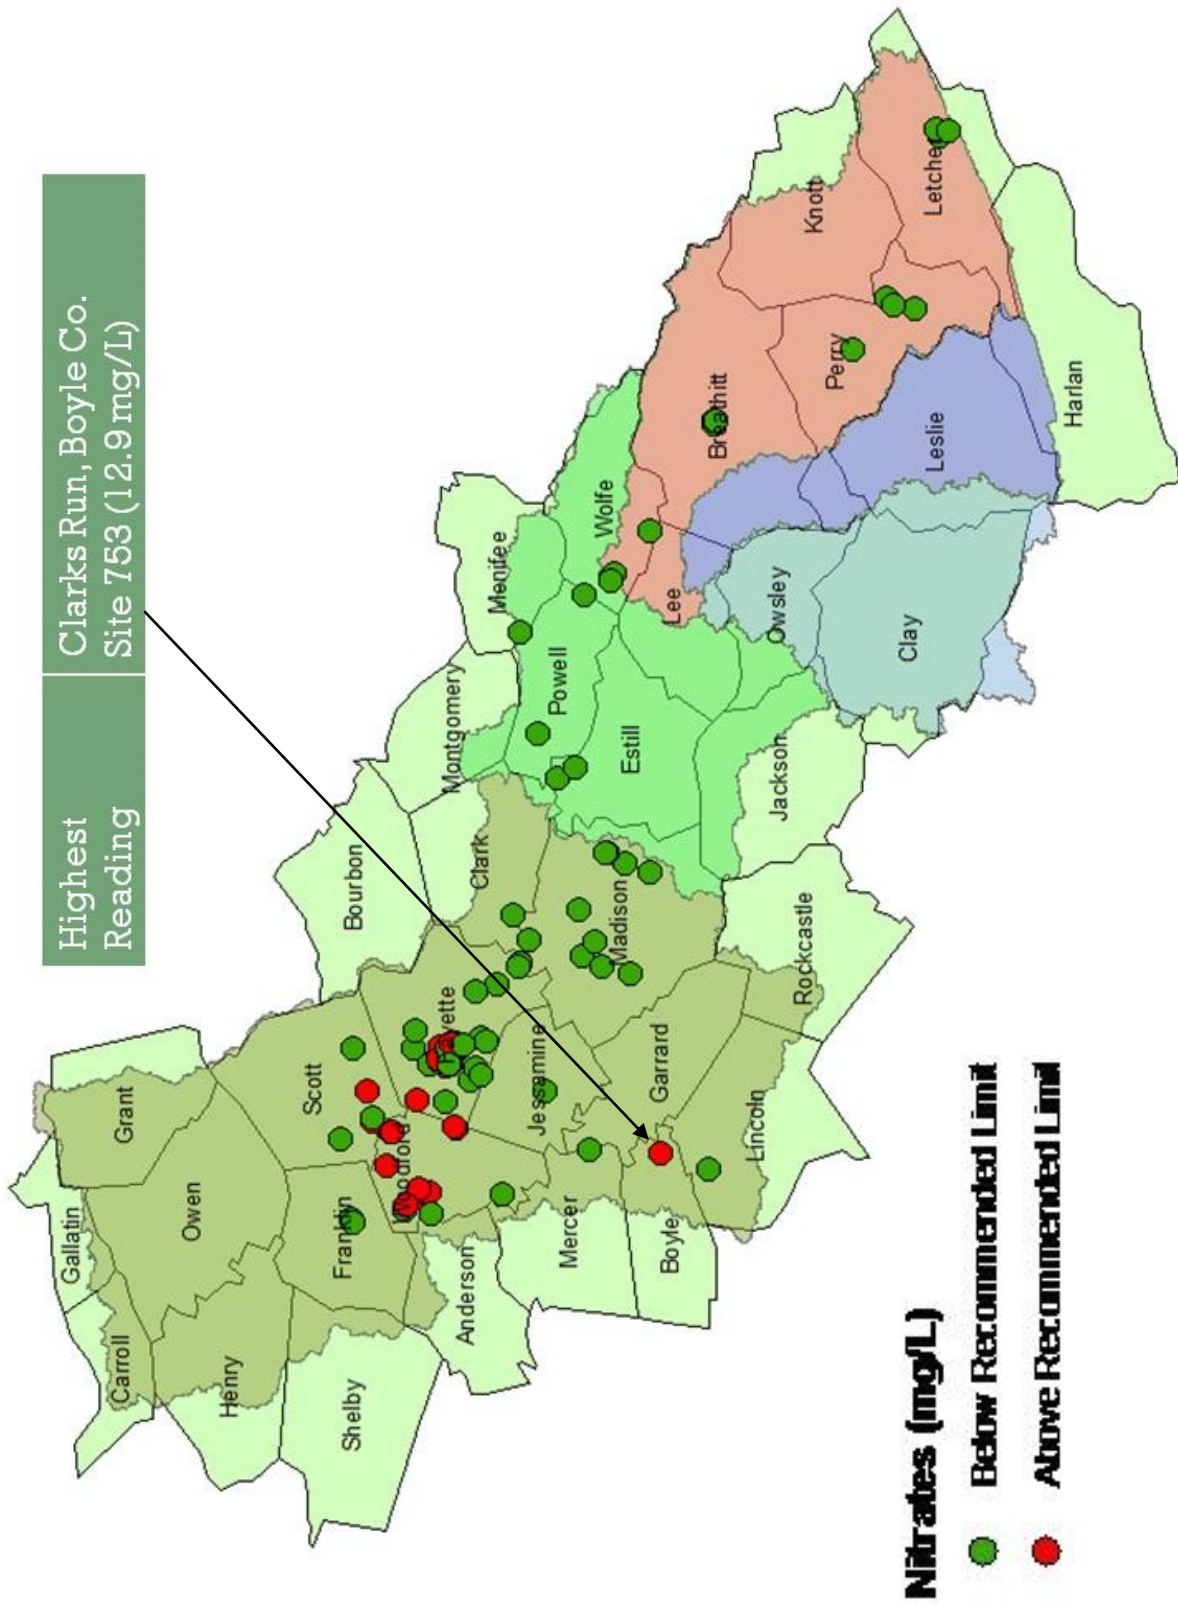 Highest
Reading
Clarks Run, Boyle Co.
Site 753 (12.9 mg/L)
Gallatin
Carroll
Grant
Owen
Henry
Scott
Franklin
Shelby
Bourbon
Fayette
Woodford
Montgomery
Clark
Anderson
Menifee
Powell
Jessamine
Mercer
Wolfe
Madison
Estill
Garrard
Boyle
Lee
Breathitt
Lincoln
Rockcastle
Jackson
Owsley
Knott
Perry
Clay
Leslie
Letcher
Harlan
Nitrates (mg/L)
Below Recommended Limit
Above Recommended Limit